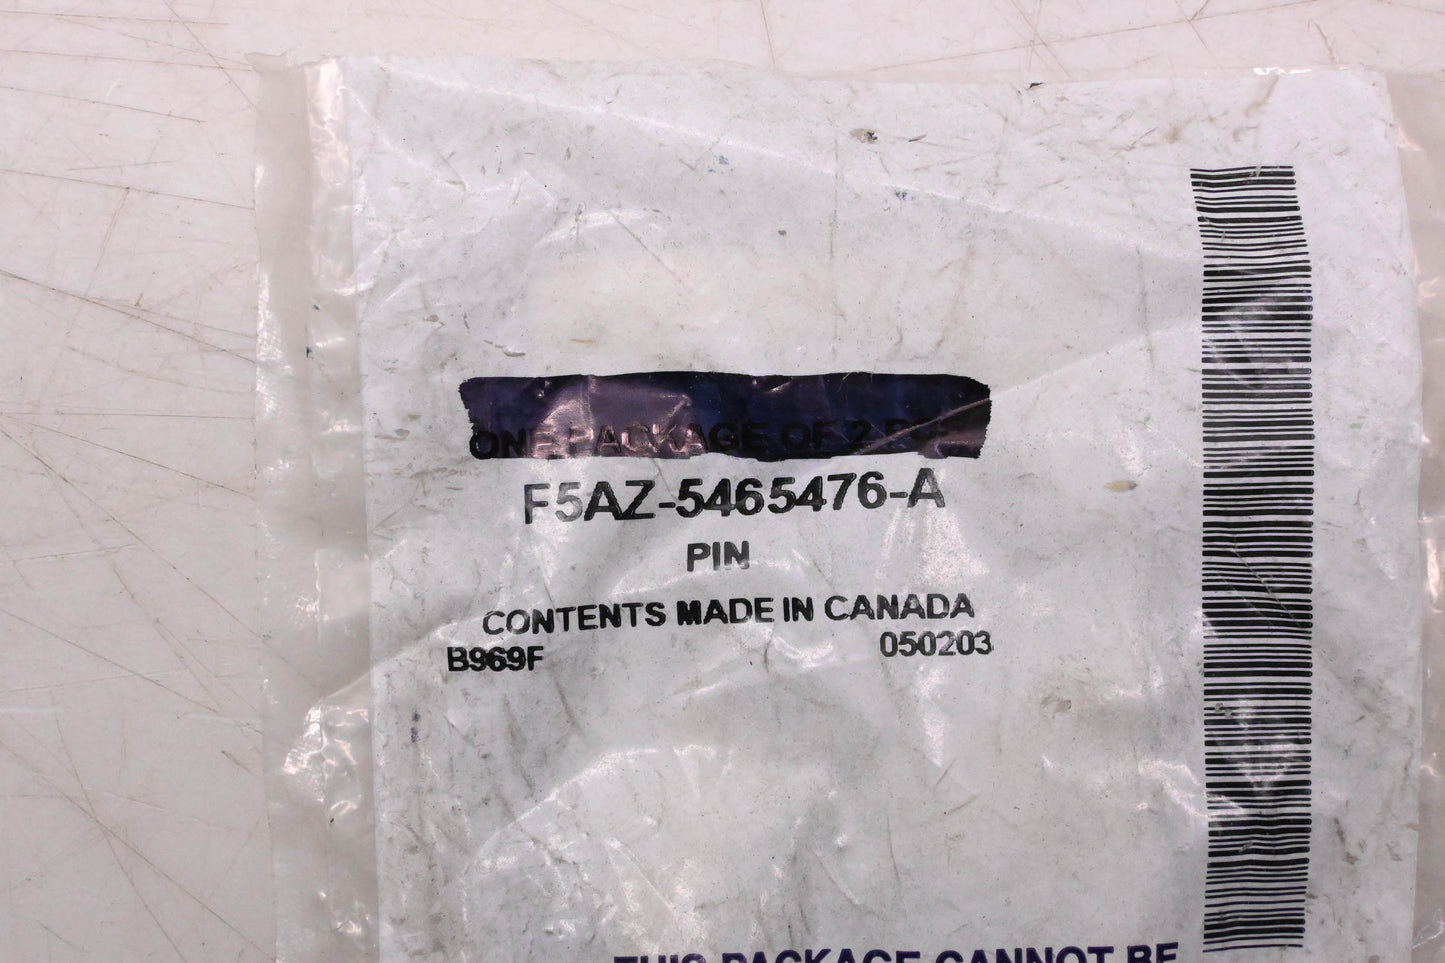 ONE PACKAGE OF 2
F5AZ-5465476-A
PIN
CONTENTS MADE IN CANADA
B969F 050203
THIS PACKAGE CANNOT BE